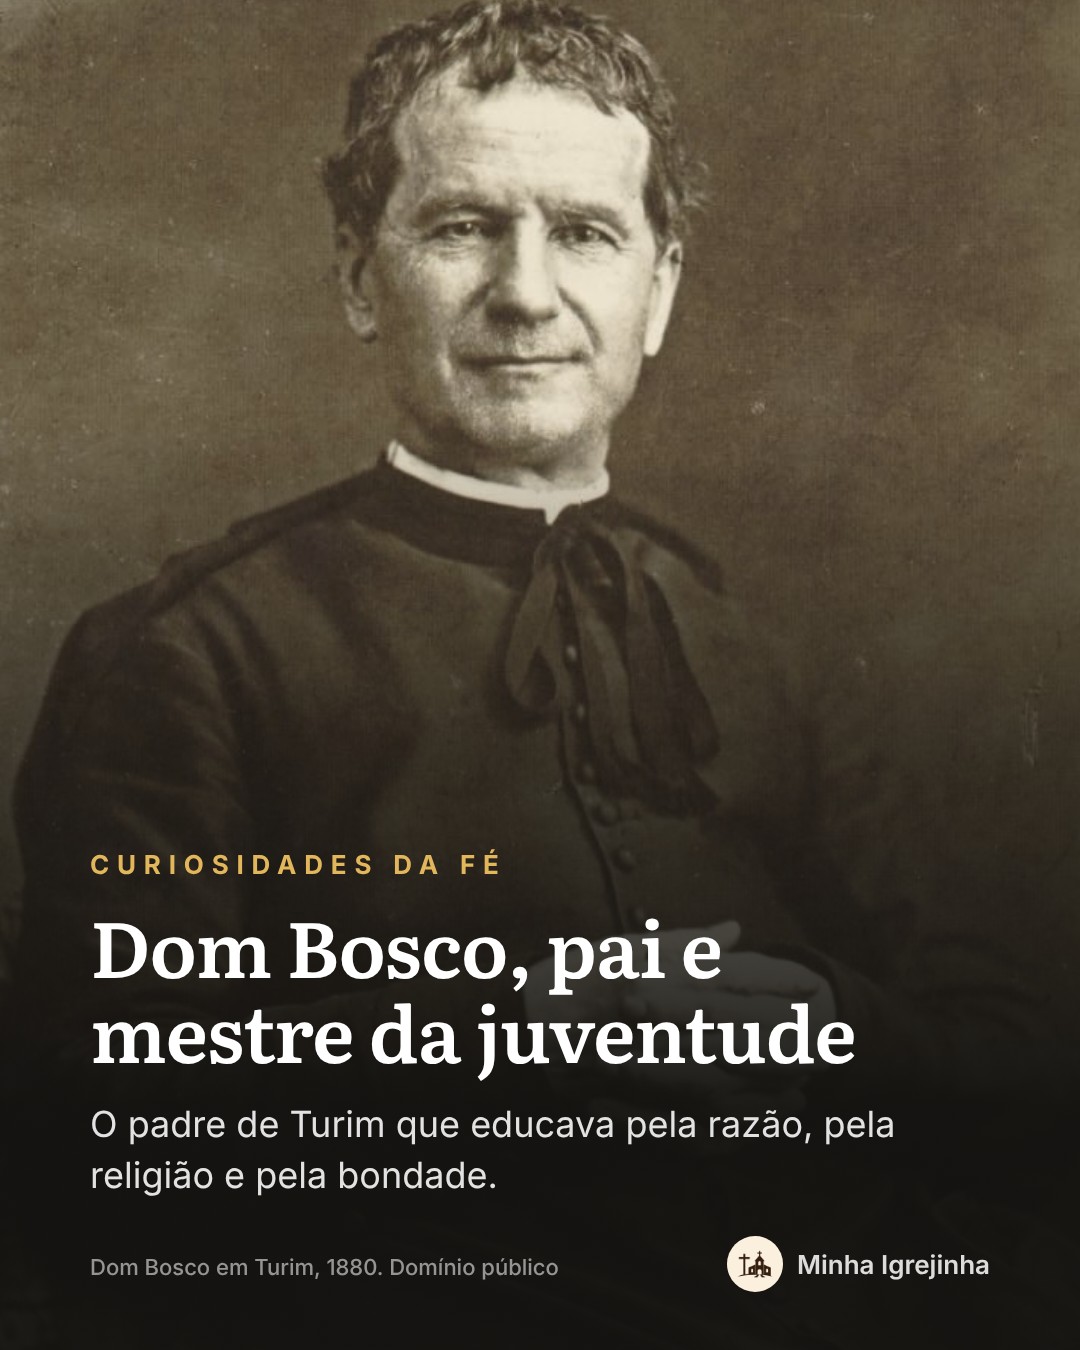 CURIOSIDADES DA FÉ
Dom Bosco, pai e
mestre da juventude
O padre de Turim que educava pela razão, pela
religião e pela bondade.
Dom Bosco em Turim, 1880. Domínio público
Minha Igrejinha